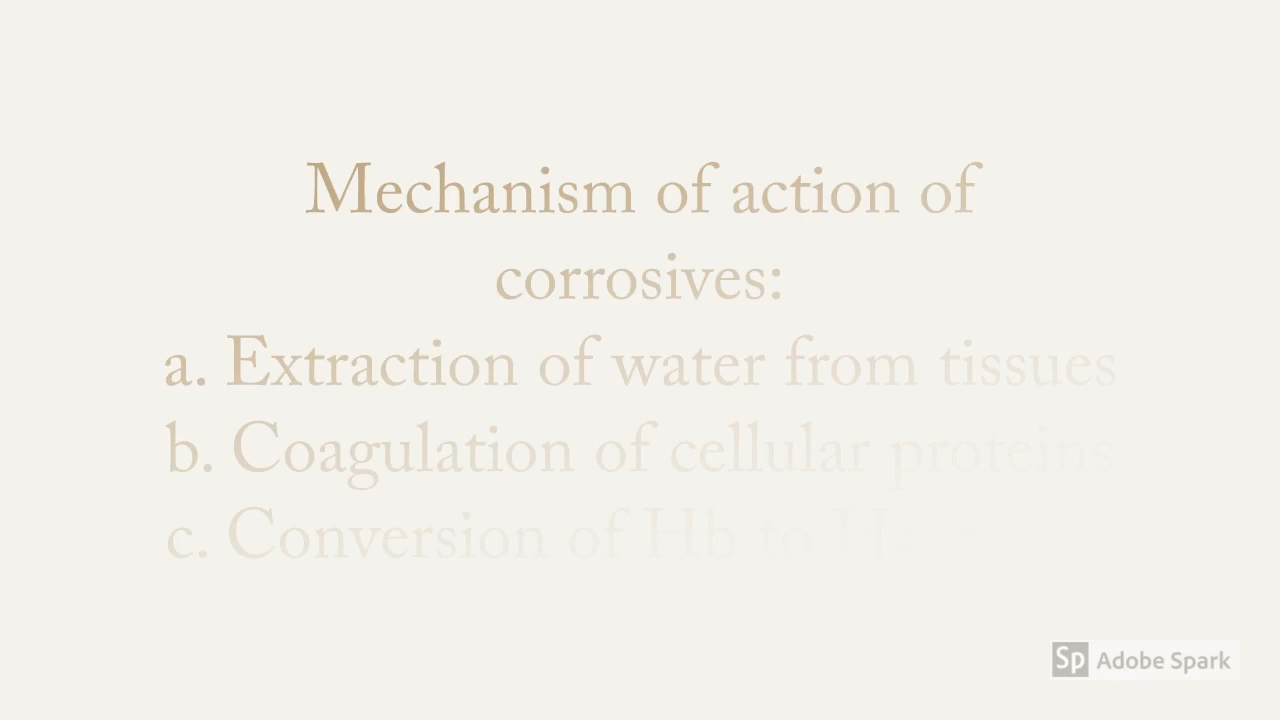 Mechanism of action of
corrosives:
a. Extraction of water from tissues
b. Coagulation of cellular proteins
c. Conversion of Hb to
Sp Adobe Spark